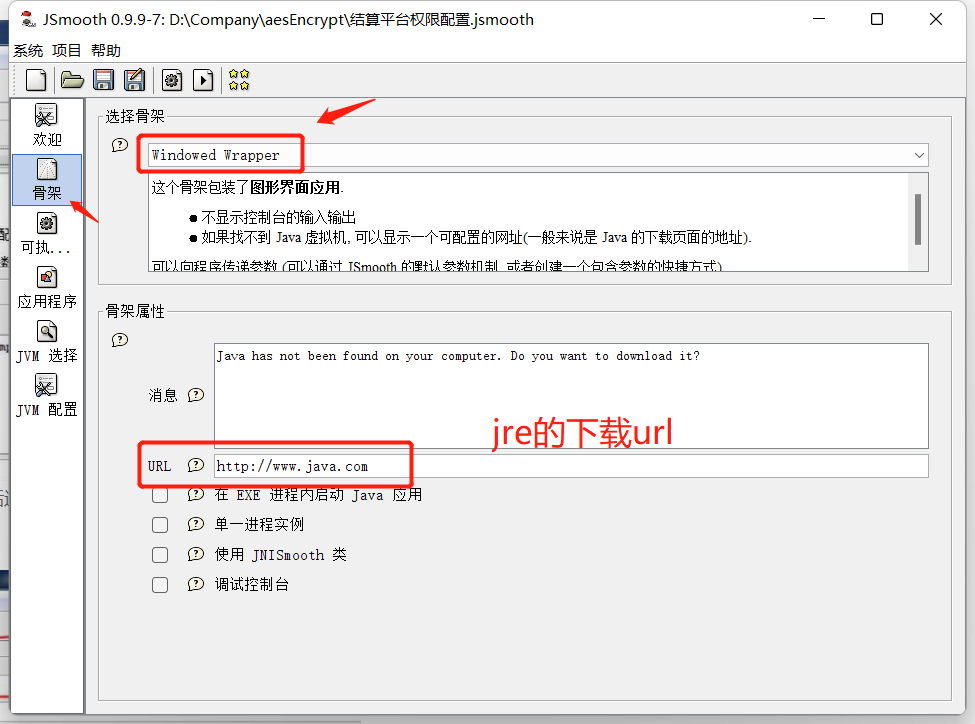 JSmooth 0.9.9-7: D:\Company\aesEncrypt\结算平台权限配置.jsmooth
系统 项目 帮助
欢迎
骨架
可执...
应用程序
JVM 选择
JVM 配置
选择骨架
Windowed Wrapper
这个骨架包装了图形界面应用.
● 不显示控制台的输入输出
● 如果找不到 Java 虚拟机, 可以显示一个可配置的网址(一般来说是 Java 的下载页面的地址).
可以向程序传递参数 (可以通过 JSmooth 的默认参数机制, 或者创建一个包含参数的快捷方式)
骨架属性
消息
Java has not been found on your computer. Do you want to download it?
jre的下载url
URL
http://www.java.com
在 EXE 进程内启动 Java 应用
单一进程实例
使用 JNISmooth 类
调试控制台